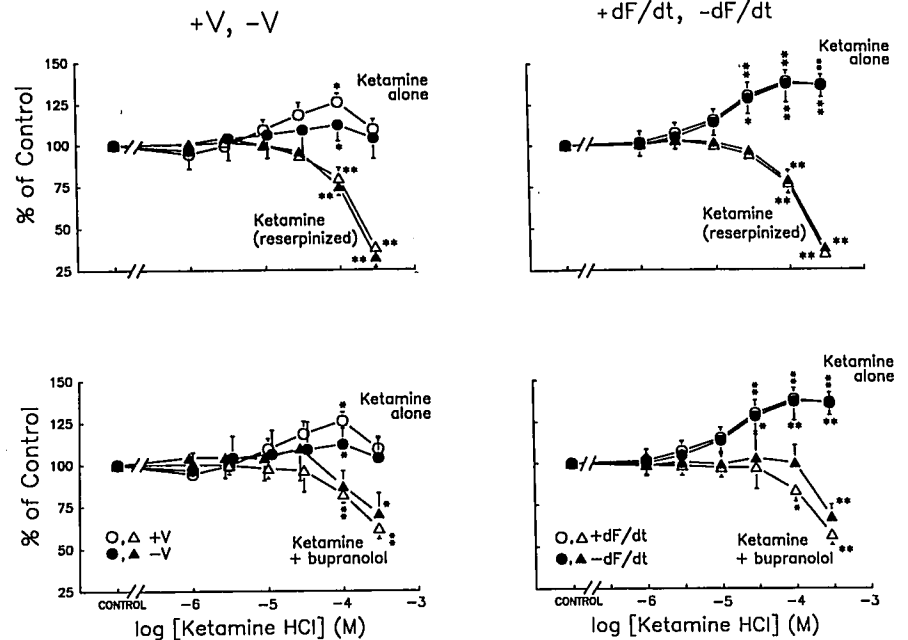 +V, −V
+dF/dt, −dF/dt
150
125
100
75
50
25
% of Control
Ketamine
alone
*
*
**
**
**
**
Ketamine
(reserpinized)
Ketamine
alone
**
*
**
**
**
**
**
**
**
**
Ketamine
(reserpinized)
150
125
100
75
50
25
% of Control
Ketamine
alone
*
*
**
*
**
Ketamine
+ bupranolol
○,△ +V
●,▲ −V
CONTROL
−6
−5
−4
−3
log [Ketamine HCl] (M)
Ketamine
alone
**
*
**
**
**
**
*
**
**
Ketamine
+ bupranolol
○,△ +dF/dt
●,▲ −dF/dt
CONTROL
−6
−5
−4
−3
log [Ketamine HCl] (M)